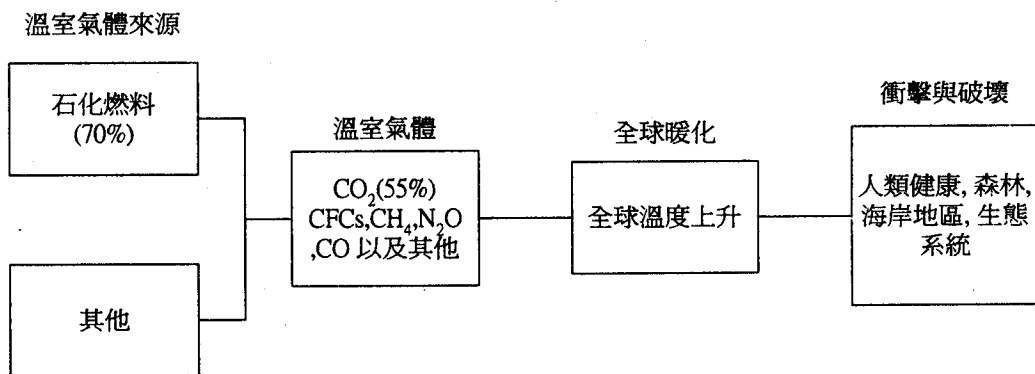 溫室氣體來源
石化燃料
(70%)
其他
溫室氣體
CO₂(55%)
CFCs,CH₄,N₂O
,CO 以及其他
全球暖化
全球溫度上升
衝擊與破壞
人類健康, 森林,
海岸地區, 生態
系統